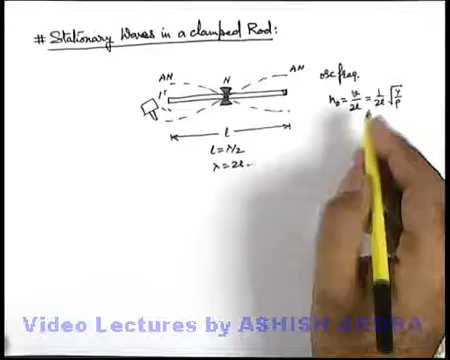 # Stationary Waves in a clamped Rod:
AN N AN
osc freq.
n₀ = v/2l = 1/2l √(Y/ρ)
l
l = λ/2
λ = 2l
Video Lectures by ASHISH ARORA